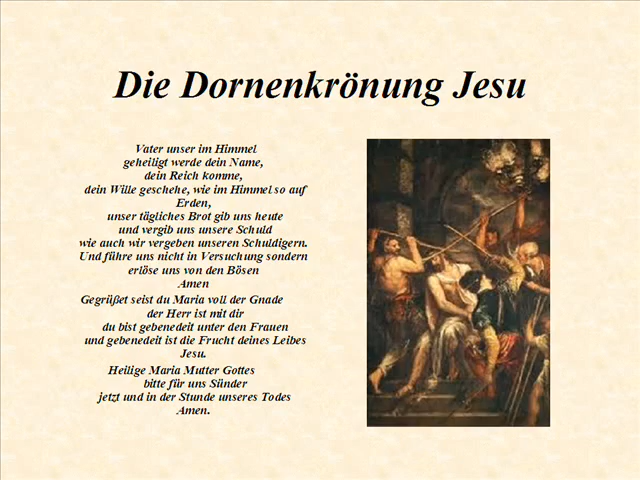 Die Dornenkrönung Jesu
Vater unser im Himmel
geheiligt werde dein Name,
dein Reich komme,
dein Wille geschehe, wie im Himmel so auf
Erden,
unser tägliches Brot gib uns heute
und vergib uns unsere Schuld
wie auch wir vergeben unseren Schuldigern.
Und führe uns nicht in Versuchung sondern
erlöse uns von den Bösen
Amen
Gegrüßet seist du Maria voll der Gnade
der Herr ist mit dir
du bist gebenedeit unter den Frauen
und gebenedeit ist die Frucht deines Leibes
Jesu.
Heilige Maria Mutter Gottes
bitte für uns Sünder
jetzt und in der Stunde unseres Todes
Amen.